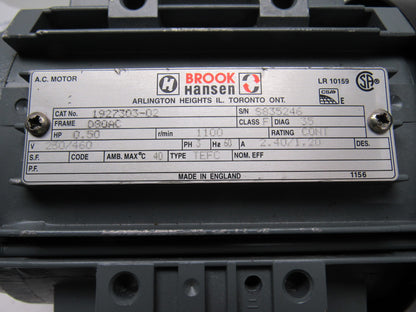 A.C. MOTOR
H BROOK Hansen
LR 10159
SA
ARLINGTON HEIGHTS IL. TORONTO ONT.
CSA E
CAT No. 1927303-02 S/N S835246
FRAME D90AC CLASS F DIAG 35
HP 0.50 r/min 1100 RATING CONT
V 230/460 PH 3 Hz 60 A 2.40/1.20 DES.
S.F. CODE AMB. MAX°C 40 TYPE TEFC NOM. EFF
P.F.
MADE IN ENGLAND
1156